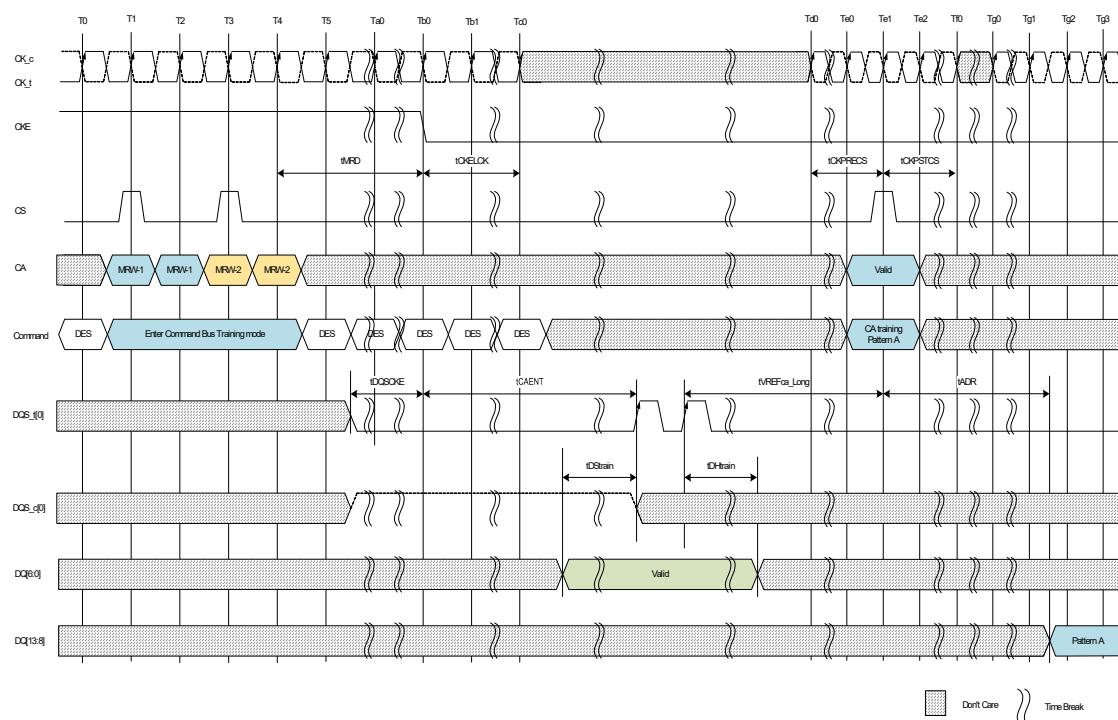 T0 T1 T2 T3 T4 T5 Ta0 Tb0 Tb1 Tc0 Td0 Te0 Te1 Te2 Tf0 Tg0 Tg1 Tg2 Tg3
CK_c
CK_t
CKE
tMRD tCKELCK tCKPRECS tCKPSTCS
CS
CA MRW-1 MRW-1 MRW-2 MRW-2 Valid
Command DES Enter Command Bus Training mode DES DES DES DES DES CA training
Pattern A
tDQSCKE tCAENT tVREFca_Long tADR
DQS_t[0]
tDStrain tDHtrain
DQS_c[0]
DQ[6:0] Valid
DQ[13:8] Pattern A
Don't Care Time Break